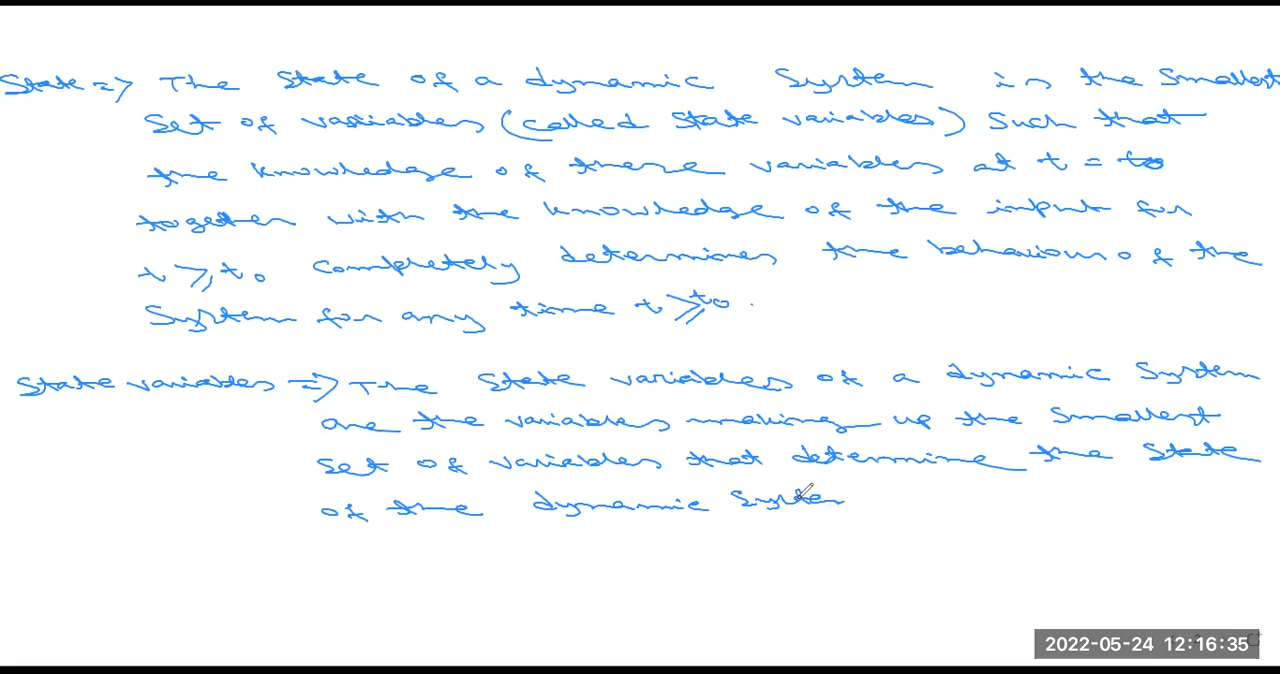 State => The State of a dynamic System is the Smallest
Set of variables (called State variables) Such that
the knowledge of these variables at t = to
together with the knowledge of the input for
t ≥ to completely determines the behaviour of the
System for any time t ≥ to .
State variables => The State variables of a dynamic System
are the variables making up the Smallest
Set of variables that determine the State
of the dynamic System
2022-05-24 12:16:35